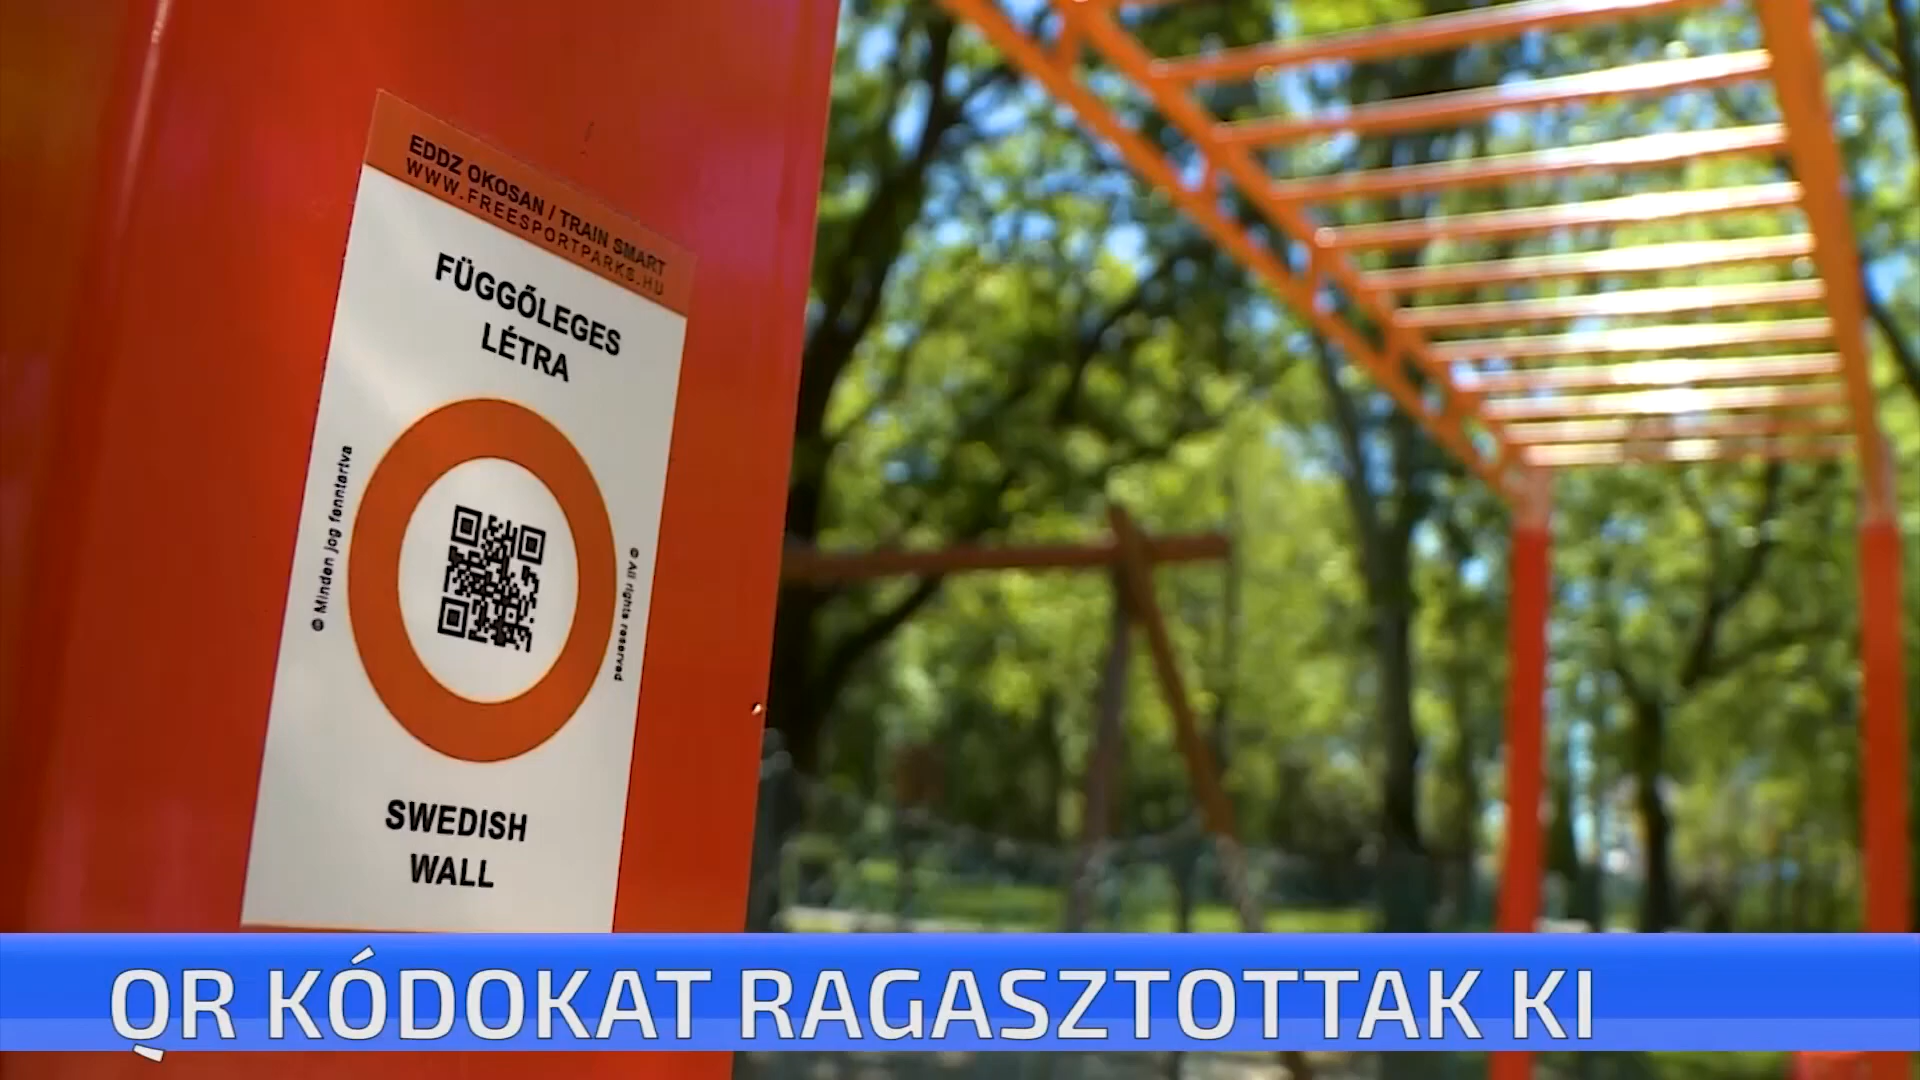 EDDZ OKOSAN / TRAIN SMART
WWW.FREESPORTPARKS.HU
FÜGGŐLEGES
LÉTRA
© Minden jog fenntartva
© All rights reserved
SWEDISH
WALL
QR KÓDOKAT RAGASZTOTTAK KI